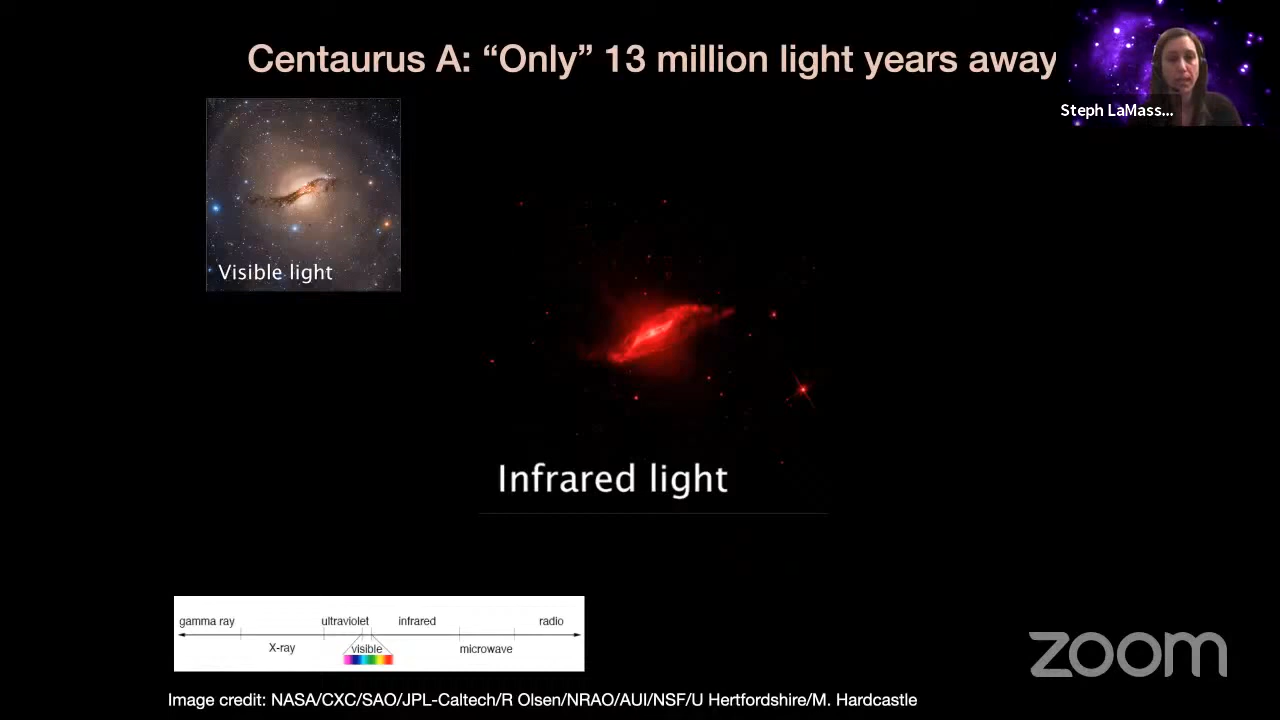 Centaurus A: “Only” 13 million light years away
Steph LaMass...
Visible light
Infrared light
gamma ray
ultraviolet
infrared
radio
X-ray
visible
microwave
zoom
Image credit: NASA/CXC/SAO/JPL-Caltech/R Olsen/NRAO/AUI/NSF/U Hertfordshire/M. Hardcastle